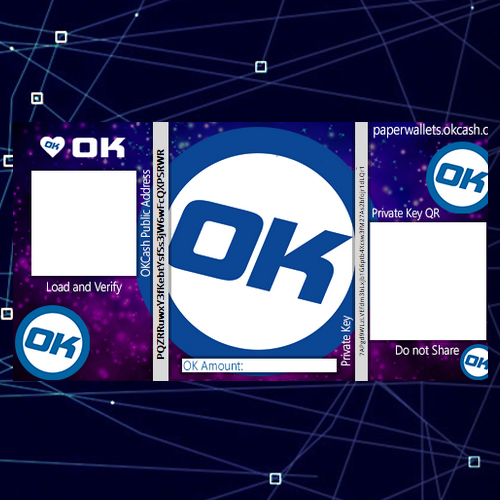 OK
OK
Load and Verify
OK
OKCash Public Address
OK
OK Amount:
Private Key
paperwallets.okcash.c
OK
Private Key QR
Do not Share
OK